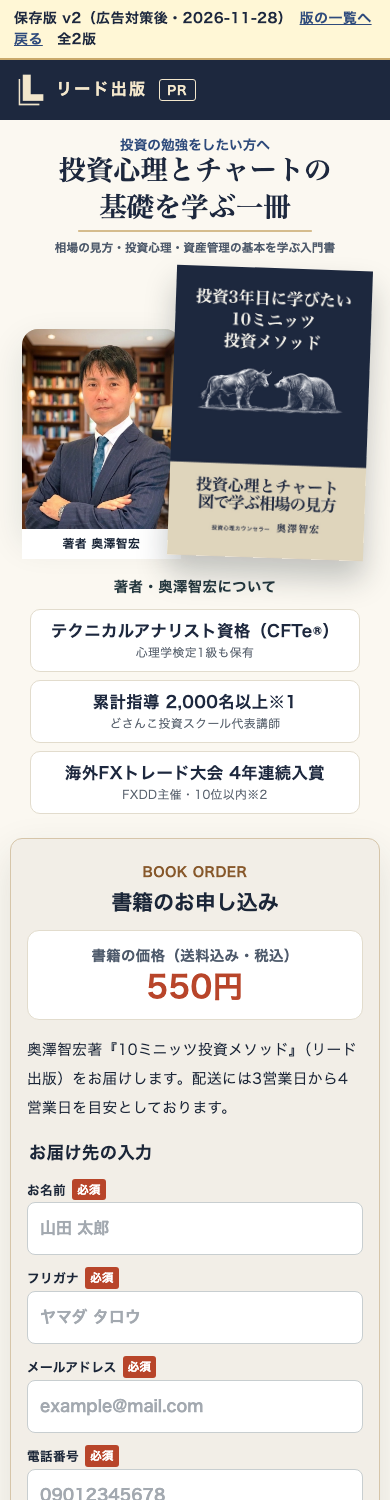 保存版 v2（広告対策後・2026-11-28） 版の一覧へ
戻る 全2版
リード出版 PR
投資の勉強をしたい方へ
投資心理とチャートの
基礎を学ぶ一冊
相場の見方・投資心理・資産管理の基本を学ぶ入門書
投資3年目に学びたい
10ミニッツ
投資メソッド
投資心理とチャート
図で学ぶ相場の見方
投資心理カウンセラー 奥澤智宏
著者 奥澤智宏
著者・奥澤智宏について
テクニカルアナリスト資格（CFTe®）
心理学検定1級も保有
累計指導 2,000名以上※1
どさんこ投資スクール代表講師
海外FXトレード大会 4年連続入賞
FXDD主催・10位以内※2
BOOK ORDER
書籍のお申し込み
書籍の価格（送料込み・税込）
550円
奥澤智宏著『10ミニッツ投資メソッド』（リード
出版）をお届けします。配送には3営業日から4
営業日を目安としております。
お届け先の入力
お名前 必須
山田 太郎
フリガナ 必須
ヤマダ タロウ
メールアドレス 必須
example@mail.com
電話番号 必須
09012345678